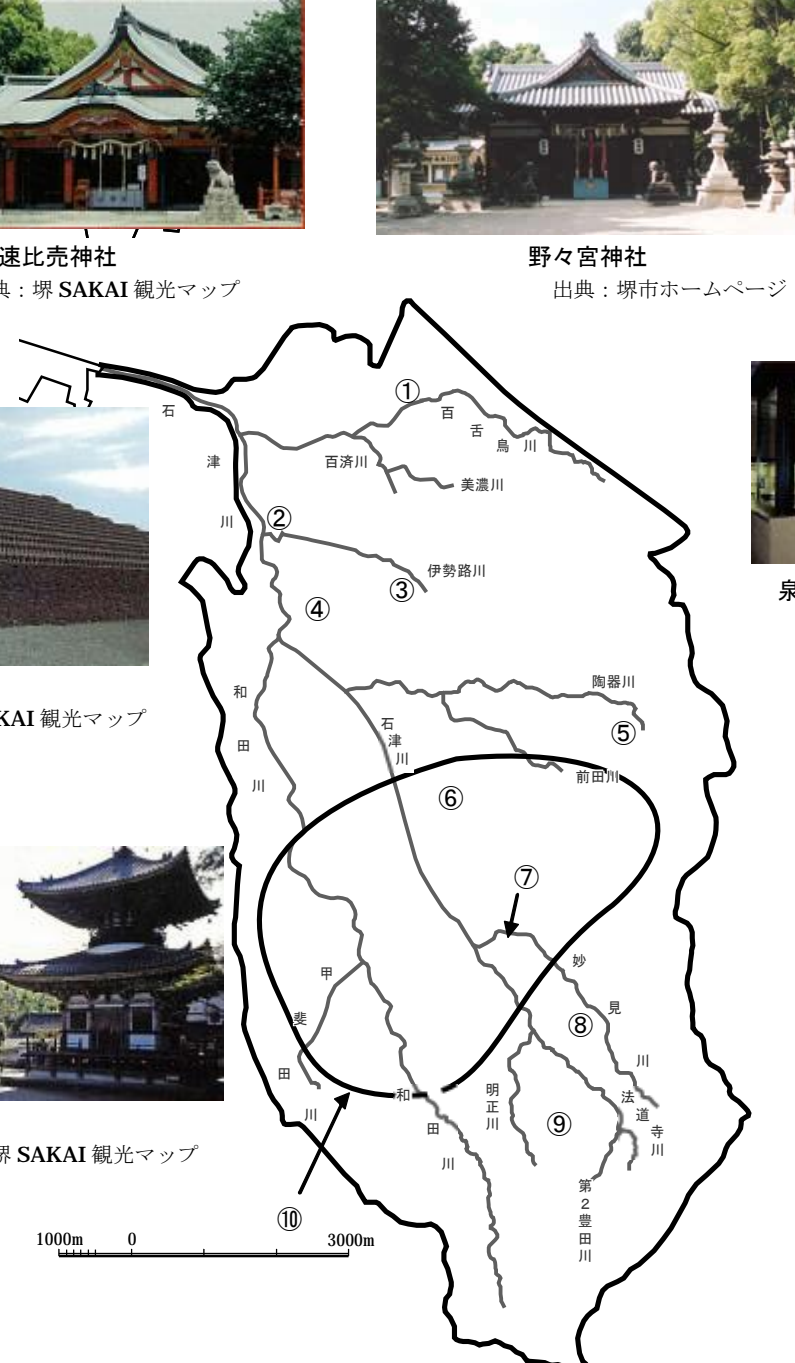 速比売神社
典：堺 SAKAI 観光マップ
野々宮神社
出典：堺市ホームページ
①
百舌鳥川
石津川
百済川
美濃川
②
伊勢路川
③
④
泉
和田川
陶器川
KAI 観光マップ
石津川
⑤
前田川
⑥
⑦
妙見川
甲斐田川
⑧
和田川
明正川
法道寺川
⑨
堺 SAKAI 観光マップ
第2豊田川
⑩
1000m 0 3000m